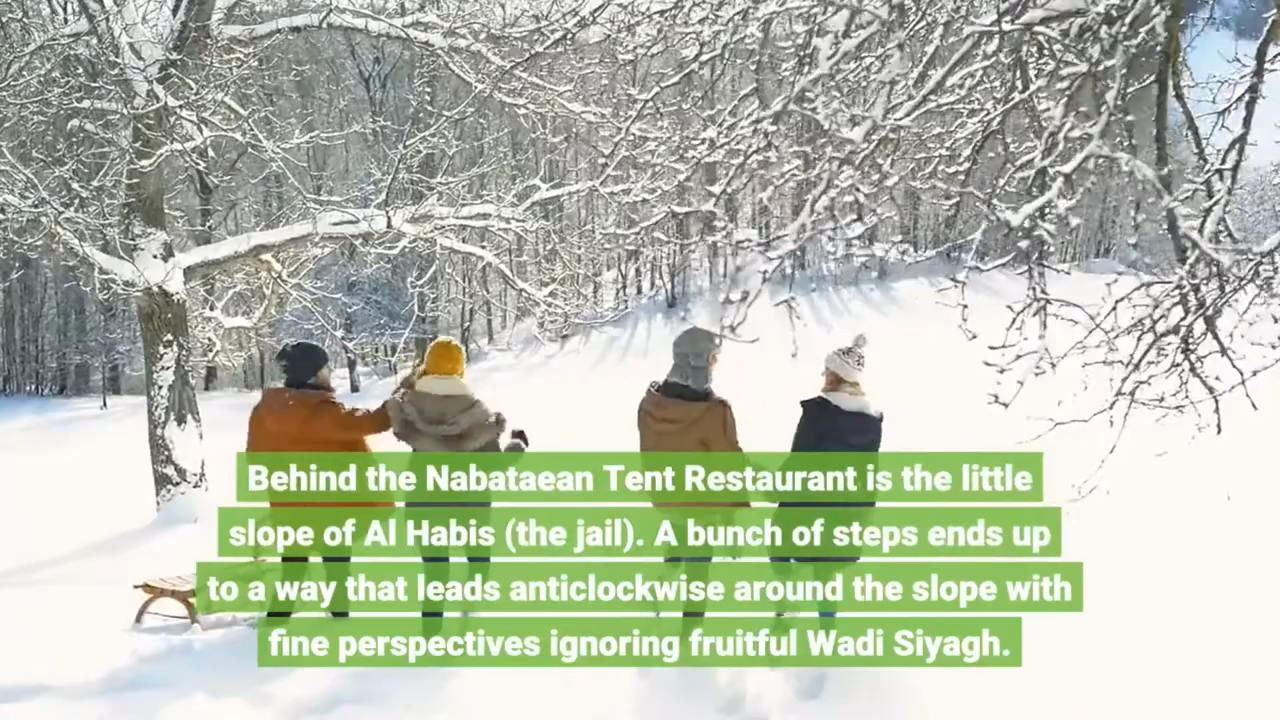 Behind the Nabataean Tent Restaurant is the little
slope of Al Habis (the jail). A bunch of steps ends up
to a way that leads anticlockwise around the slope with
fine perspectives ignoring fruitful Wadi Siyagh.